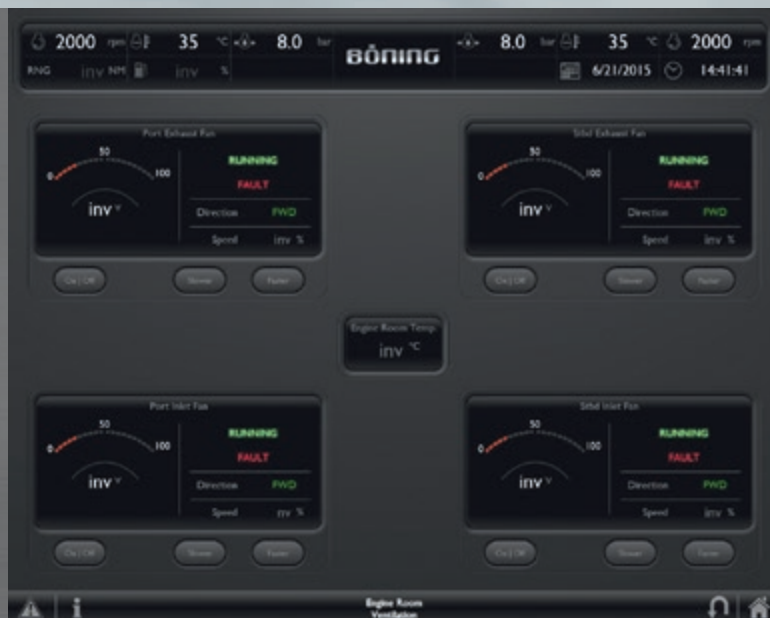 2000 rpm 35 °C 8.0 bar BÖNING 8.0 bar 35 °C 2000 rpm
RNG inv NM inv % 6/21/2015 14:41:41
Port Exhaust Fan
0 50 100
inv V
RUNNING
FAULT
Direction FWD
Speed inv %
On | Off Slower Faster
Stbd Exhaust Fan
0 50 100
inv V
RUNNING
FAULT
Direction FWD
Speed inv %
On | Off Slower Faster
Engine Room Temp.
inv °C
Port Inlet Fan
0 50 100
inv V
RUNNING
FAULT
Direction FWD
Speed inv %
On | Off Slower Faster
Stbd Inlet Fan
0 50 100
inv V
RUNNING
FAULT
Direction FWD
Speed inv %
On | Off Slower Faster
Engine Room
Ventilation